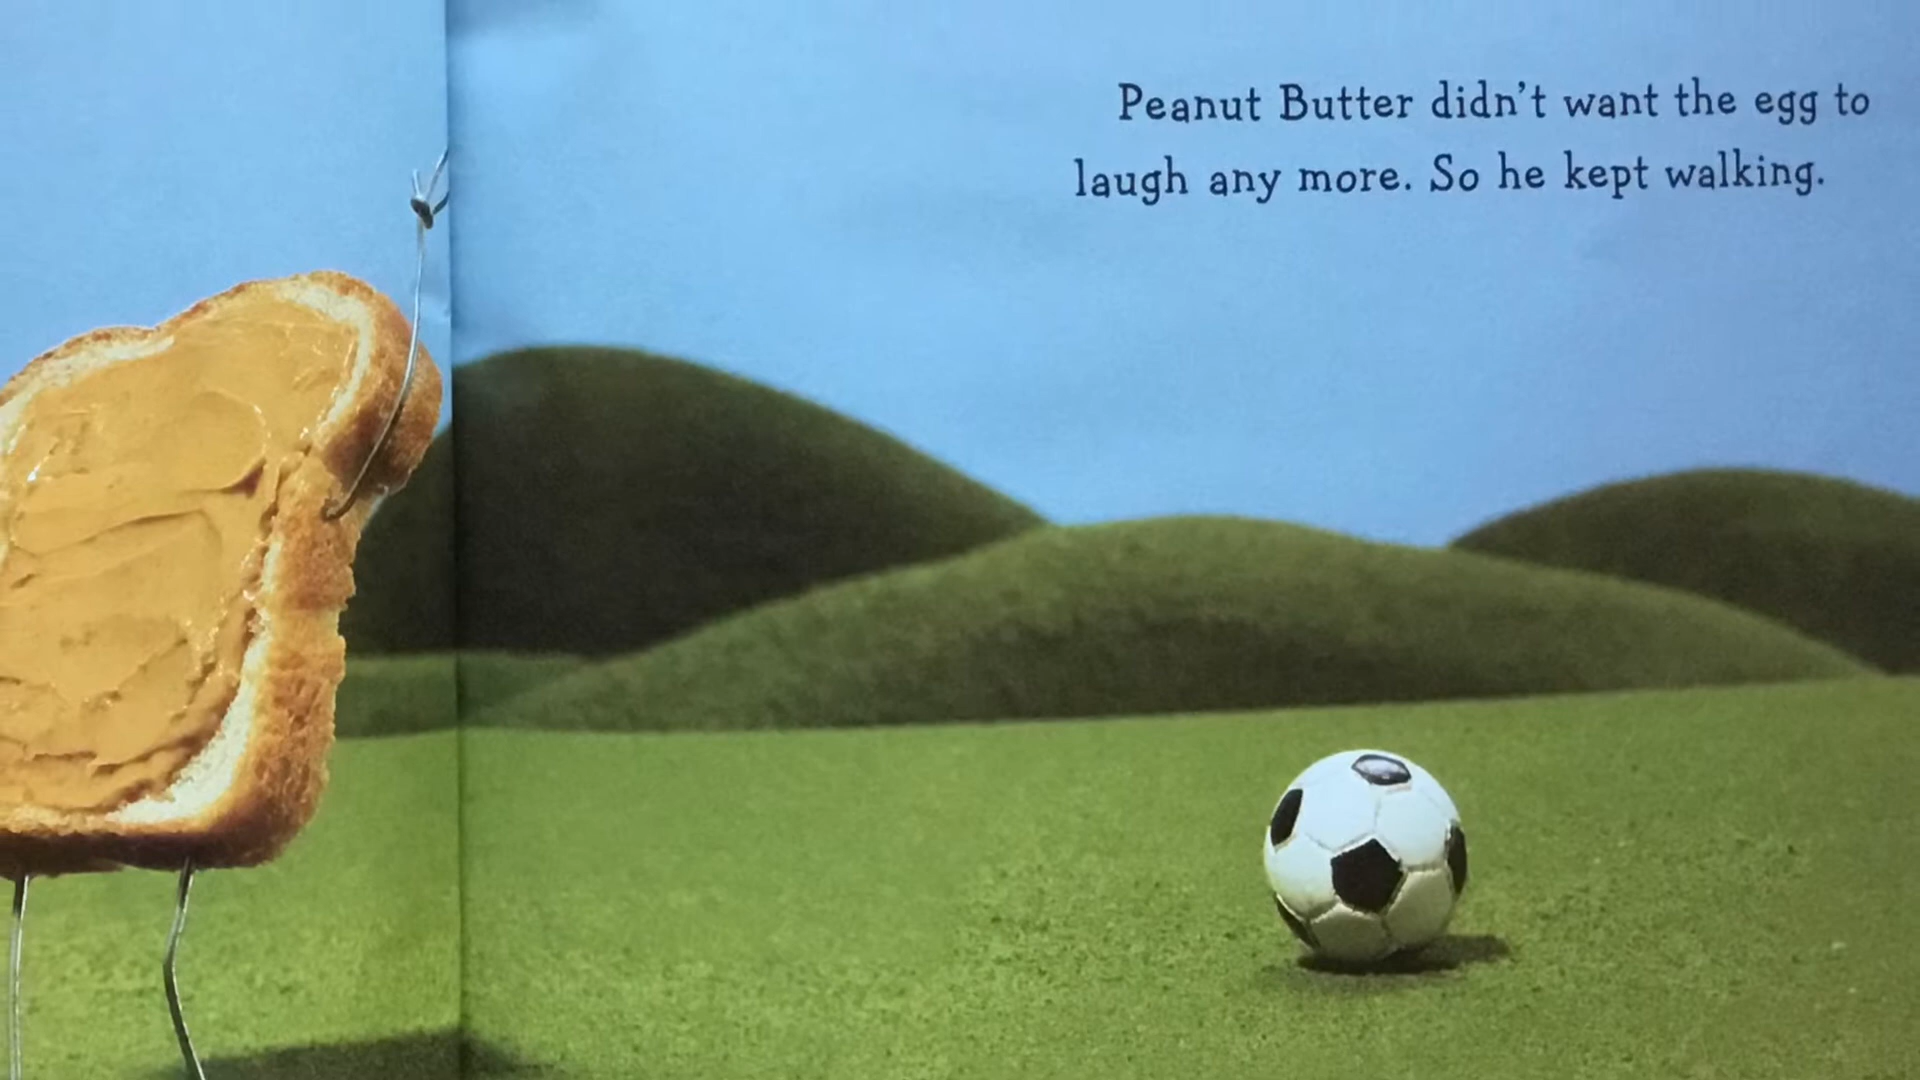 Peanut Butter didn't want the egg to
laugh any more. So he kept walking.